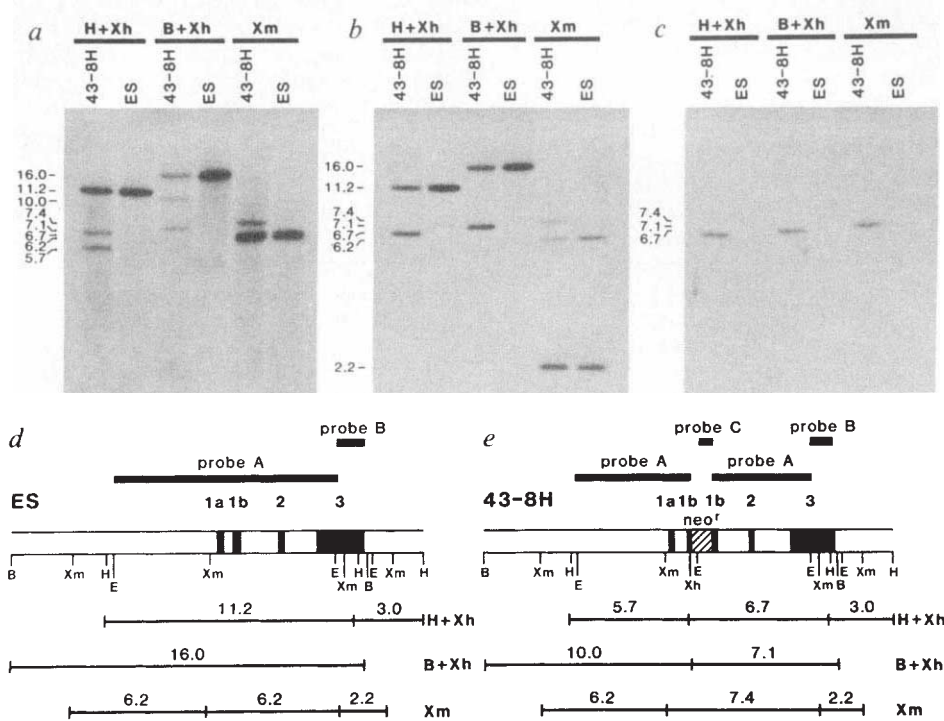 a H+Xh B+Xh Xm
43-8H ES 43-8H ES 43-8H ES
16.0
11.2
10.0
7.4
7.1
6.7
6.2
5.7
b H+Xh B+Xh Xm
43-8H ES 43-8H ES 43-8H ES
16.0
11.2
7.4
7.1
6.7
6.2
2.2
c H+Xh B+Xh Xm
43-8H ES 43-8H ES 43-8H ES
7.4
7.1
6.7
d
probe B
probe A
ES 1a 1b 2 3
B Xm H E Xm E Xm H B E Xm H
11.2 3.0 H+Xh
16.0 B+Xh
6.2 6.2 2.2 Xm
e
probe C probe B
probe A probe A
43-8H 1a 1b 1b 2 3
neoʳ
B Xm H E Xm Xh E E Xm H B E Xm H
5.7 6.7 3.0 H+Xh
10.0 7.1 B+Xh
6.2 7.4 2.2 Xm